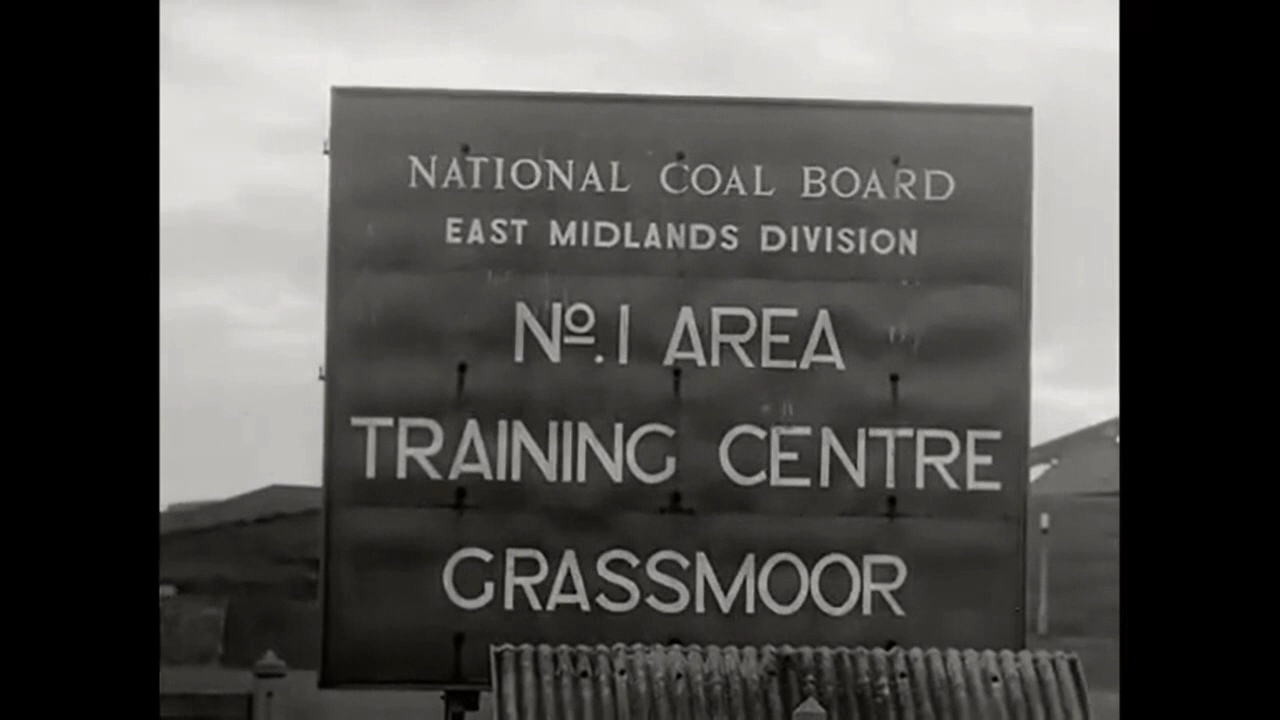 NATIONAL COAL BOARD
EAST MIDLANDS DIVISION
Nº.1 AREA
TRAINING CENTRE
GRASSMOOR